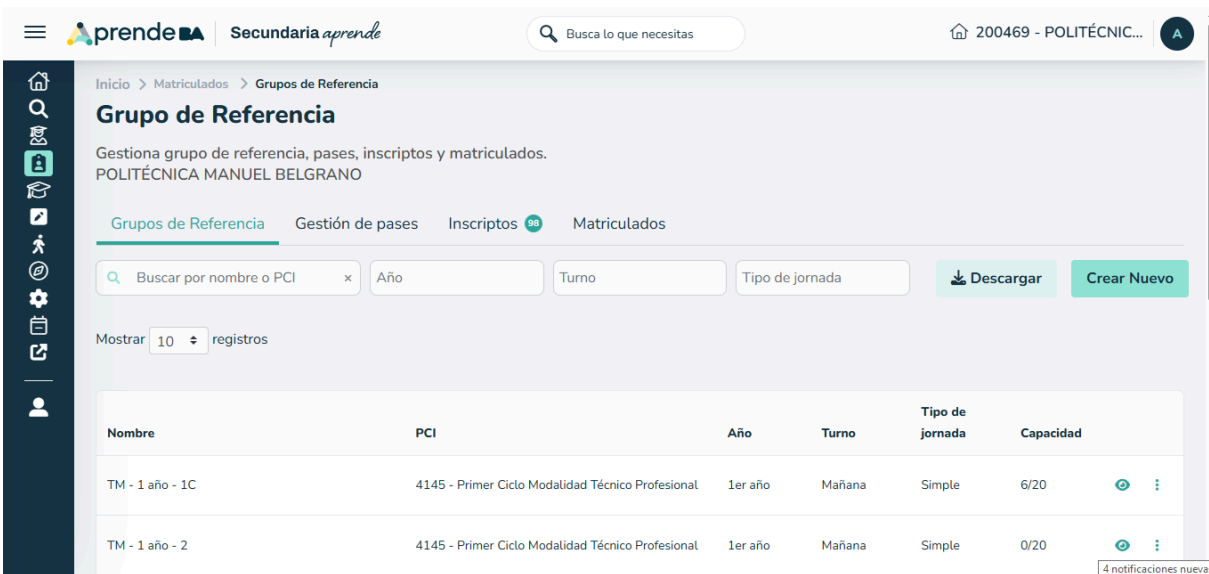 AprendeBA Secundaria aprende Busca lo que necesitas 200469 - POLITÉCNIC... A
Inicio > Matriculados > Grupos de Referencia
Grupo de Referencia
Gestiona grupo de referencia, pases, inscriptos y matriculados.
POLITÉCNICA MANUEL BELGRANO
Grupos de Referencia Gestión de pases Inscriptos 98 Matriculados
Buscar por nombre o PCI × Año Turno Tipo de jornada Descargar Crear Nuevo
Mostrar 10 registros
Nombre PCI Año Turno Tipo de jornada Capacidad
TM - 1 año - 1C 4145 - Primer Ciclo Modalidad Técnico Profesional 1er año Mañana Simple 6/20
TM - 1 año - 2 4145 - Primer Ciclo Modalidad Técnico Profesional 1er año Mañana Simple 0/20
4 notificaciones nueva